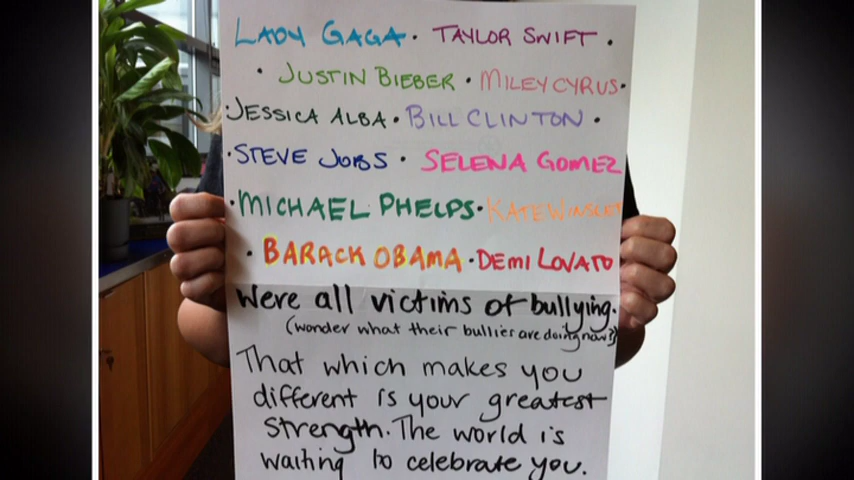 LADY GAGA · TAYLOR SWIFT ·
· JUSTIN BIEBER · MILEY CYRUS ·
· JESSICA ALBA · BILL CLINTON ·
· STEVE JOBS · SELENA GOMEZ
· MICHAEL PHELPS · KATE WINSLET
· BARACK OBAMA · DEMI LOVATO
Were all victims of bullying.
(wonder what their bullies are doing now?)
That which makes you
different is your greatest
strength. The world is
waiting to celebrate you.